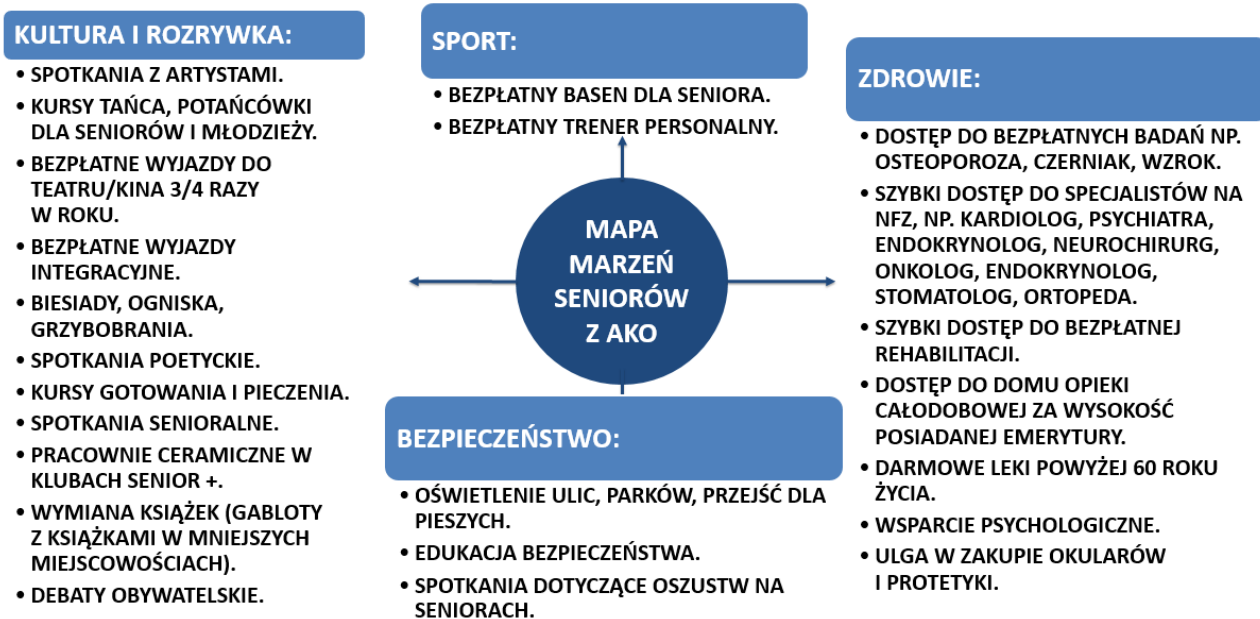 KULTURA I ROZRYWKA:
• SPOTKANIA Z ARTYSTAMI.
• KURSY TAŃCA, POTAŃCÓWKI
DLA SENIORÓW I MŁODZIEŻY.
• BEZPŁATNE WYJAZDY DO
TEATRU/KINA 3/4 RAZY
W ROKU.
• BEZPŁATNE WYJAZDY
INTEGRACYJNE.
• BIESIADY, OGNISKA,
GRZYBOBRANIA.
• SPOTKANIA POETYCKIE.
• KURSY GOTOWANIA I PIECZENIA.
• SPOTKANIA SENIORALNE.
• PRACOWNIE CERAMICZNE W
KLUBACH SENIOR +.
• WYMIANA KSIĄŻEK (GABLOTY
Z KSIĄŻKAMI W MNIEJSZYCH
MIEJSCOWOŚCIACH).
• DEBATY OBYWATELSKIE.
SPORT:
• BEZPŁATNY BASEN DLA SENIORA.
• BEZPŁATNY TRENER PERSONALNY.
MAPA
MARZEŃ
SENIORÓW
Z AKO
BEZPIECZEŃSTWO:
• OŚWIETLENIE ULIC, PARKÓW, PRZEJŚĆ DLA
PIESZYCH.
• EDUKACJA BEZPIECZEŃSTWA.
• SPOTKANIA DOTYCZĄCE OSZUSTW NA
SENIORACH.
ZDROWIE:
• DOSTĘP DO BEZPŁATNYCH BADAŃ NP.
OSTEOPOROZA, CZERNIAK, WZROK.
• SZYBKI DOSTĘP DO SPECJALISTÓW NA
NFZ, NP. KARDIOLOG, PSYCHIATRA,
ENDOKRYNOLOG, NEUROCHIRURG,
ONKOLOG, ENDOKRYNOLOG,
STOMATOLOG, ORTOPEDA.
• SZYBKI DOSTĘP DO BEZPŁATNEJ
REHABILITACJI.
• DOSTĘP DO DOMU OPIEKI
CAŁODOBOWEJ ZA WYSOKOŚĆ
POSIADANEJ EMERYTURY.
• DARMOWE LEKI POWYŻEJ 60 ROKU
ŻYCIA.
• WSPARCIE PSYCHOLOGICZNE.
• ULGA W ZAKUPIE OKULARÓW
I PROTETYKI.